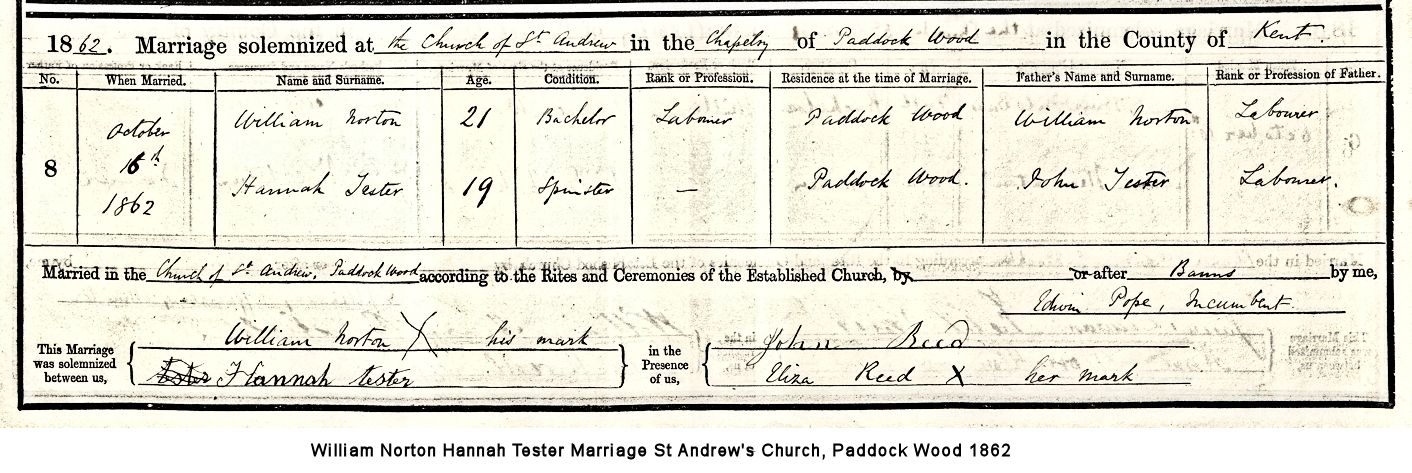 1862. Marriage solemnized at the Church of St Andrew in the Chapelry of Paddock Wood in the County of Kent.
No. When Married. Name and Surname. Age. Condition. Rank or Profession. Residence at the time of Marriage. Father's Name and Surname. Rank or Profession of Father.
October William Norton 21 Bachelor Labourer Paddock Wood William Norton Labourer
8 16th
Hannah Tester 19 Spinster — Paddock Wood. John Tester Labourer.
1862
Married in the Church of St Andrew, Paddock Wood according to the Rites and Ceremonies of the Established Church, by or after Banns by me,
Edwin Pope, Incumbent.
This Marriage was solemnized between us,
William Norton X his mark
Hannah tester
in the Presence of us,
John Reed
Eliza Reed X her mark
William Norton Hannah Tester Marriage St Andrew's Church, Paddock Wood 1862